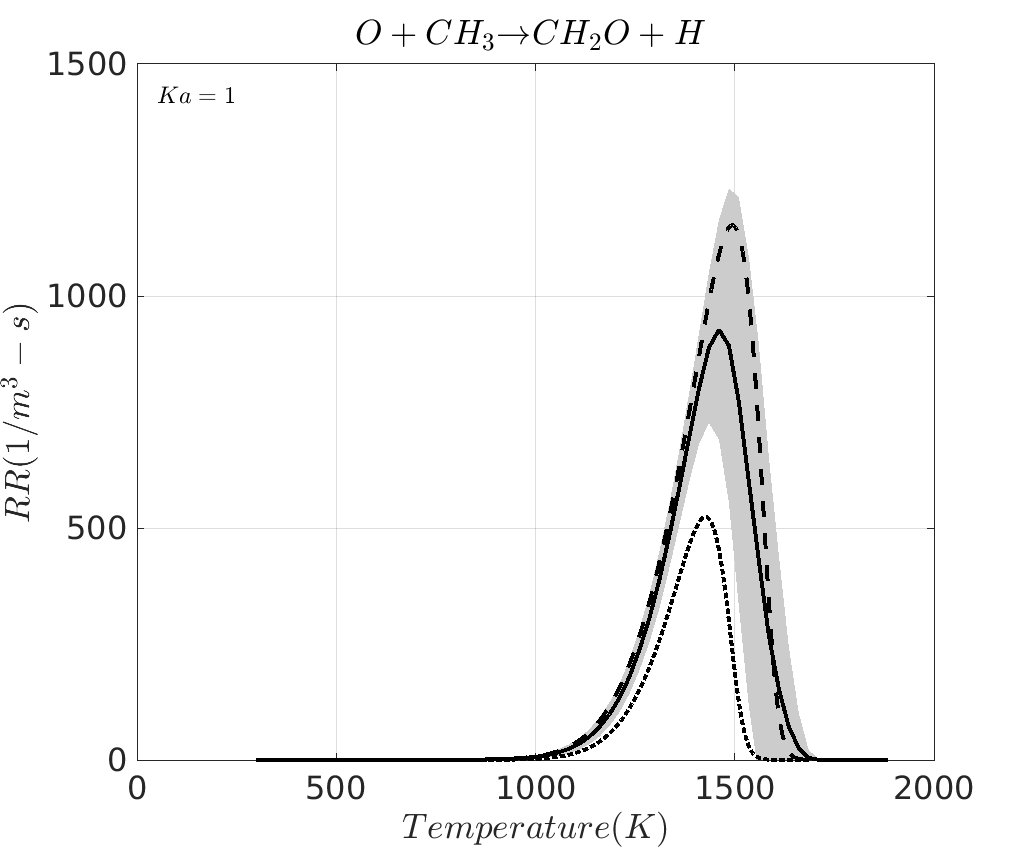 O + CH₃→CH₂O + H
Ka = 1
1500
1000
500
0
RR(1/m³ − s)
0 500 1000 1500 2000
Temperature(K)